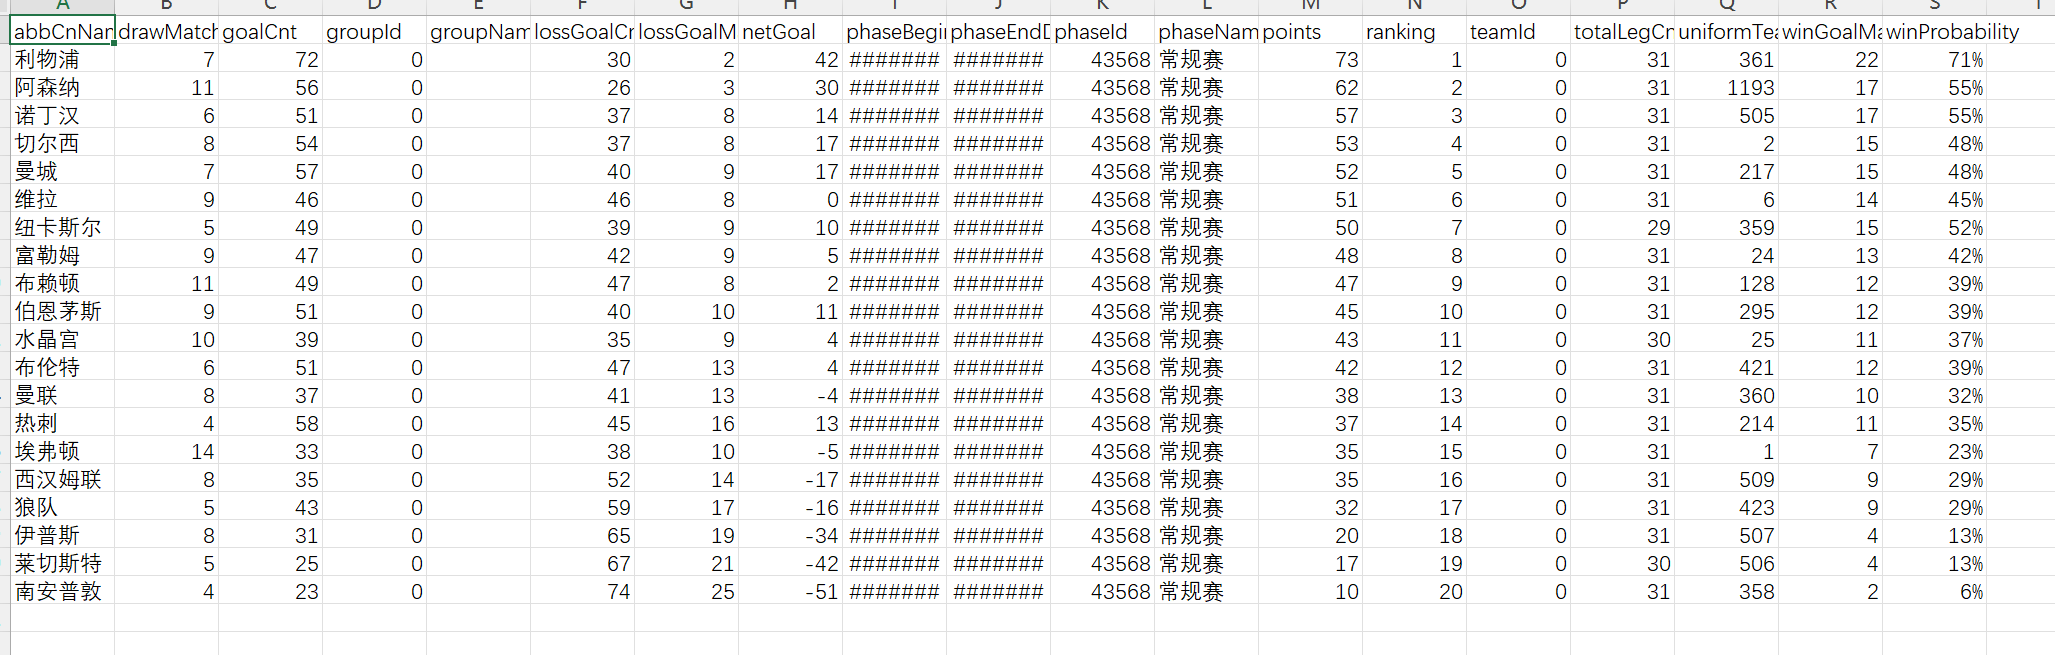 A B C D E F G H I J K L M N O P Q R S T
abbCnNam drawMatch goalCnt groupId groupNam lossGoalCn lossGoalM netGoal phaseBegin phaseEndD phaseId phaseNam points ranking teamId totalLegCn uniformTea winGoalMa winProbability
利物浦 7 72 0 30 2 42 ####### ####### 43568 常规赛 73 1 0 31 361 22 71%
阿森纳 11 56 0 26 3 30 ####### ####### 43568 常规赛 62 2 0 31 1193 17 55%
诺丁汉 6 51 0 37 8 14 ####### ####### 43568 常规赛 57 3 0 31 505 17 55%
切尔西 8 54 0 37 8 17 ####### ####### 43568 常规赛 53 4 0 31 2 15 48%
曼城 7 57 0 40 9 17 ####### ####### 43568 常规赛 52 5 0 31 217 15 48%
维拉 9 46 0 46 8 0 ####### ####### 43568 常规赛 51 6 0 31 6 14 45%
纽卡斯尔 5 49 0 39 9 10 ####### ####### 43568 常规赛 50 7 0 29 359 15 52%
富勒姆 9 47 0 42 9 5 ####### ####### 43568 常规赛 48 8 0 31 24 13 42%
布赖顿 11 49 0 47 8 2 ####### ####### 43568 常规赛 47 9 0 31 128 12 39%
伯恩茅斯 9 51 0 40 10 11 ####### ####### 43568 常规赛 45 10 0 31 295 12 39%
水晶宫 10 39 0 35 9 4 ####### ####### 43568 常规赛 43 11 0 30 25 11 37%
布伦特 6 51 0 47 13 4 ####### ####### 43568 常规赛 42 12 0 31 421 12 39%
曼联 8 37 0 41 13 -4 ####### ####### 43568 常规赛 38 13 0 31 360 10 32%
热刺 4 58 0 45 16 13 ####### ####### 43568 常规赛 37 14 0 31 214 11 35%
埃弗顿 14 33 0 38 10 -5 ####### ####### 43568 常规赛 35 15 0 31 1 7 23%
西汉姆联 8 35 0 52 14 -17 ####### ####### 43568 常规赛 35 16 0 31 509 9 29%
狼队 5 43 0 59 17 -16 ####### ####### 43568 常规赛 32 17 0 31 423 9 29%
伊普斯 8 31 0 65 19 -34 ####### ####### 43568 常规赛 20 18 0 31 507 4 13%
莱切斯特 5 25 0 67 21 -42 ####### ####### 43568 常规赛 17 19 0 30 506 4 13%
南安普敦 4 23 0 74 25 -51 ####### ####### 43568 常规赛 10 20 0 31 358 2 6%